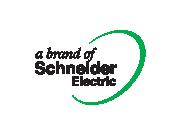 a brand of
Schneider
Electric